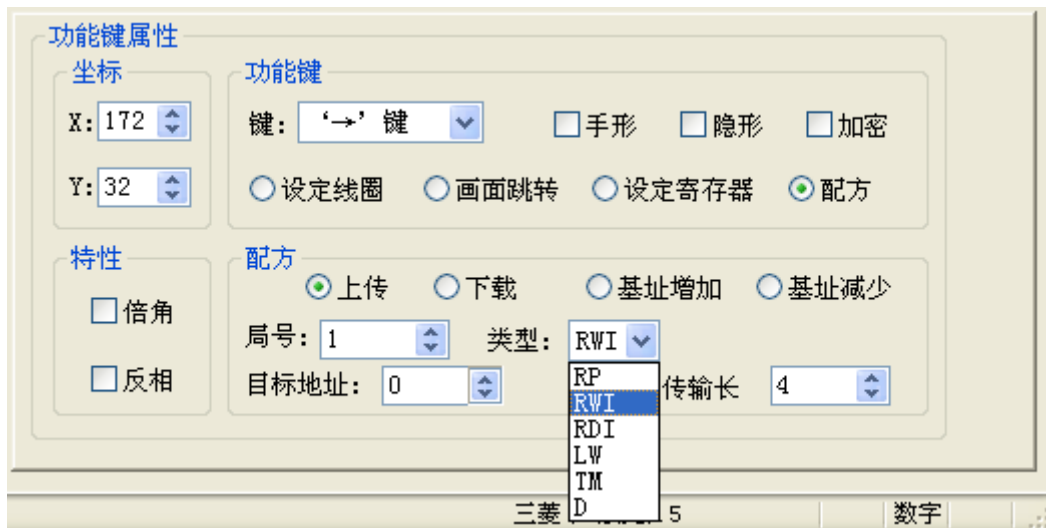 功能键属性
坐标
X: 172
Y: 32
功能键
键: ‘→’键
手形
隐形
加密
设定线圈
画面跳转
设定寄存器
配方
特性
倍角
反相
配方
上传
下载
基址增加
基址减少
局号: 1
类型: RWI
目标地址: 0
传输长
4
RP
RWI
RDI
LW
TM
D
三菱
5
数字